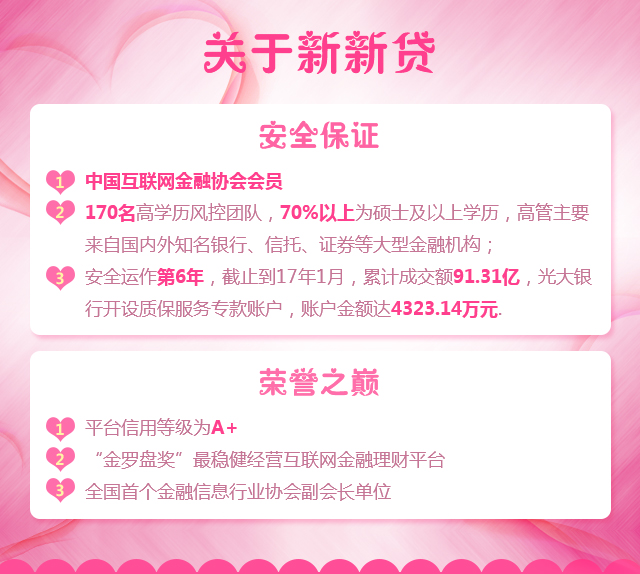 关于新新贷
安全保证
1 中国互联网金融协会会员
2 170名高学历风控团队，70%以上为硕士及以上学历，高管主要
来自国内外知名银行、信托、证券等大型金融机构；
3 安全运作第6年，截止到17年1月，累计成交额91.31亿，光大银
行开设质保服务专款账户，账户金额达4323.14万元.
荣誉之巅
1 平台信用等级为A+
2 “金罗盘奖”最稳健经营互联网金融理财平台
3 全国首个金融信息行业协会副会长单位